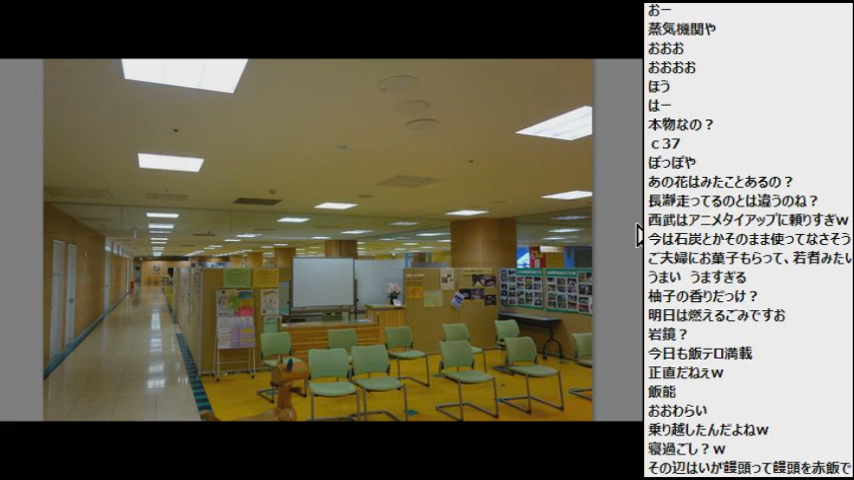 おー
蒸気機関や
おおお
おおおお
ほう
はー
本物なの？
ｃ37
ぽっぽや
あの花はみたことあるの？
長瀞走ってるのとは違うのね？
西武はアニメタイアップに頼りすぎｗ
今は石炭とかそのまま使ってなさそう
ご夫婦にお菓子もらって、若者みたい
うまい うますぎる
柚子の香りだっけ？
明日は燃えるごみですお
岩鏡？
今日も飯テロ満載
正直だねぇｗ
飯能
おおわらい
乗り越したんだよねｗ
寝過ごし？ｗ
その辺はいが饅頭って饅頭を赤飯で